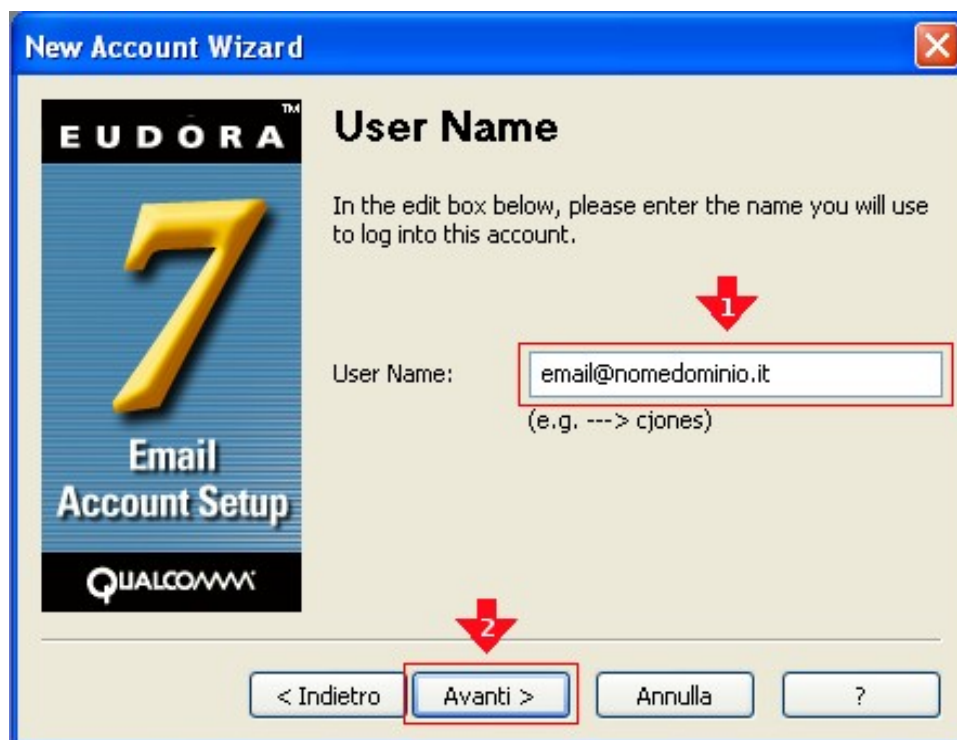 New Account Wizard
EUDORA™
7
Email
Account Setup
QUALCOMM
User Name
In the edit box below, please enter the name you will use
to log into this account.
1
User Name:
email@nomedominio.it
(e.g. ---> cjones)
2
< Indietro
Avanti >
Annulla
?